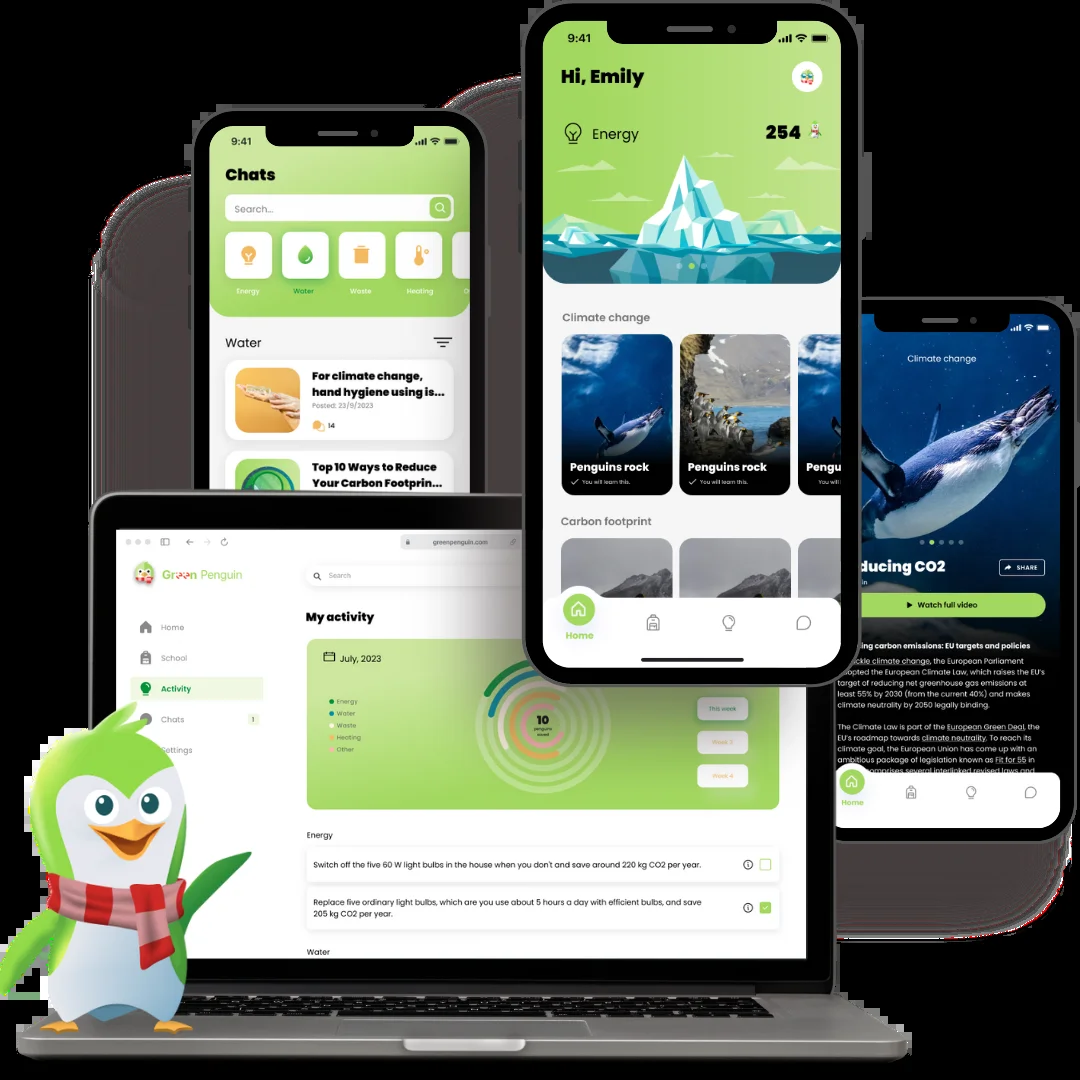 9:41
Hi, Emily
Energy
254
Climate change
Penguins rock
You will learn this.
Penguins rock
You will learn this.
Pengu
You will
Carbon footprint
Home
9:41
Chats
Search...
Energy
Water
Waste
Heating
Water
For climate change,
hand hygiene using is...
Posted: 23/9/2023
14
Top 10 Ways to Reduce
Your Carbon Footprin...
Climate change
ducing CO2
in
SHARE
Watch full video
ing carbon emissions: EU targets and policies
ckle climate change, the European Parliament
dopted the European Climate Law, which raises the EU's
target of reducing net greenhouse gas emissions at
least 55% by 2030 (from the current 40%) and makes
climate neutrality by 2050 legally binding.
The Climate Law is part of the European Green Deal, the
EU's roadmap towards climate neutrality. To reach its
climate goal, the European Union has come up with an
ambitious package of legislation known as Fit for 55 in
comprises several interlinked revised laws and
Home
greenpenguin.com
Green Penguin
Search
Home
School
Activity
Chats
1
Settings
My activity
July, 2023
Energy
Water
Waste
Heating
Other
10
penguins
saved
This week
Week 3
Week 4
Energy
Switch off the five 60 W light bulbs in the house when you don't and save around 220 kg CO2 per year.
Replace five ordinary light bulbs, which are you use about 5 hours a day with efficient bulbs, and save
205 kg CO2 per year.
Water